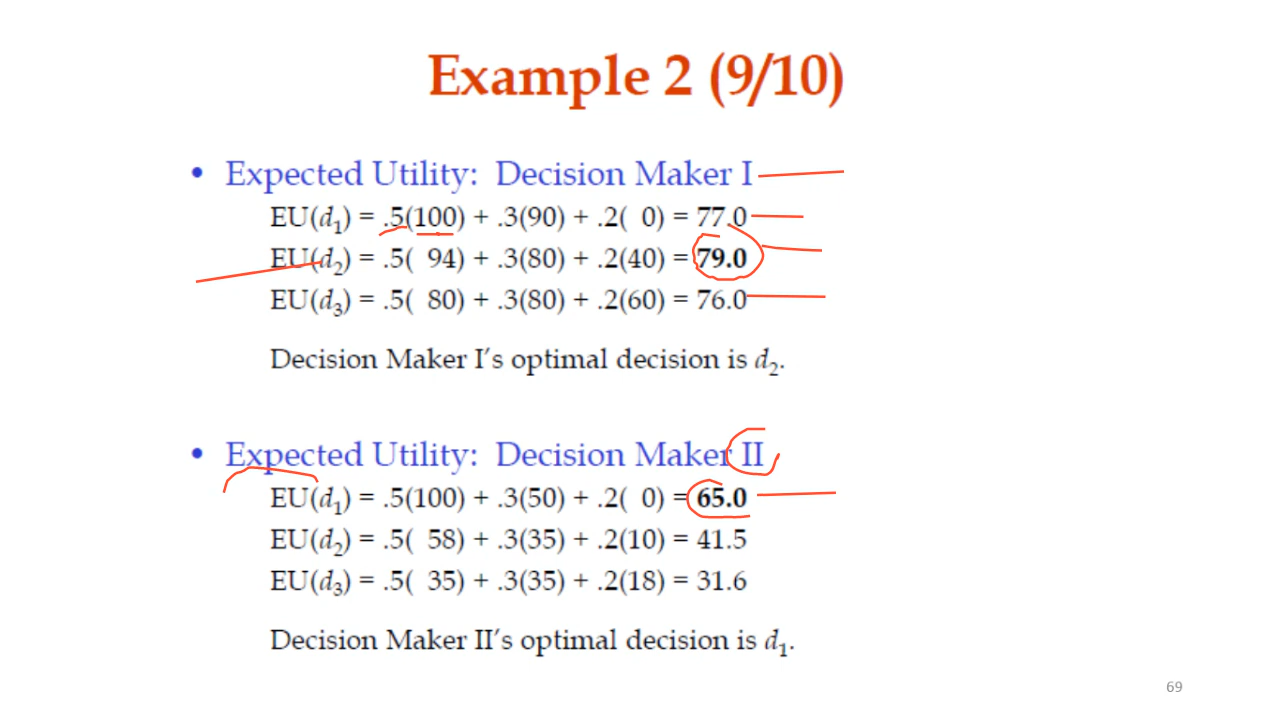 Example 2 (9/10)
• Expected Utility: Decision Maker I
EU(d₁) = .5(100) + .3(90) + .2( 0) = 77.0
EU(d₂) = .5( 94) + .3(80) + .2(40) = 79.0
EU(d₃) = .5( 80) + .3(80) + .2(60) = 76.0
Decision Maker I's optimal decision is d₂.
• Expected Utility: Decision Maker II
EU(d₁) = .5(100) + .3(50) + .2( 0) = 65.0
EU(d₂) = .5( 58) + .3(35) + .2(10) = 41.5
EU(d₃) = .5( 35) + .3(35) + .2(18) = 31.6
Decision Maker II's optimal decision is d₁.
69